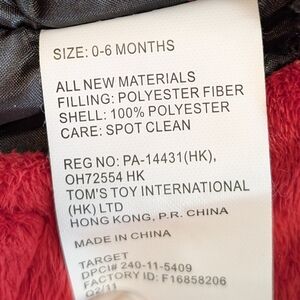 SIZE: 0-6 MONTHS
ALL NEW MATERIALS
FILLING: POLYESTER FIBER
SHELL: 100% POLYESTER
CARE: SPOT CLEAN
REG NO: PA-14431(HK),
OH72554 HK
TOM'S TOY INTERNATIONAL
(HK) LTD
HONG KONG, P.R. CHINA
MADE IN CHINA
TARGET
DPCI# 240-11-5409
FACTORY ID: F16858206
02/11